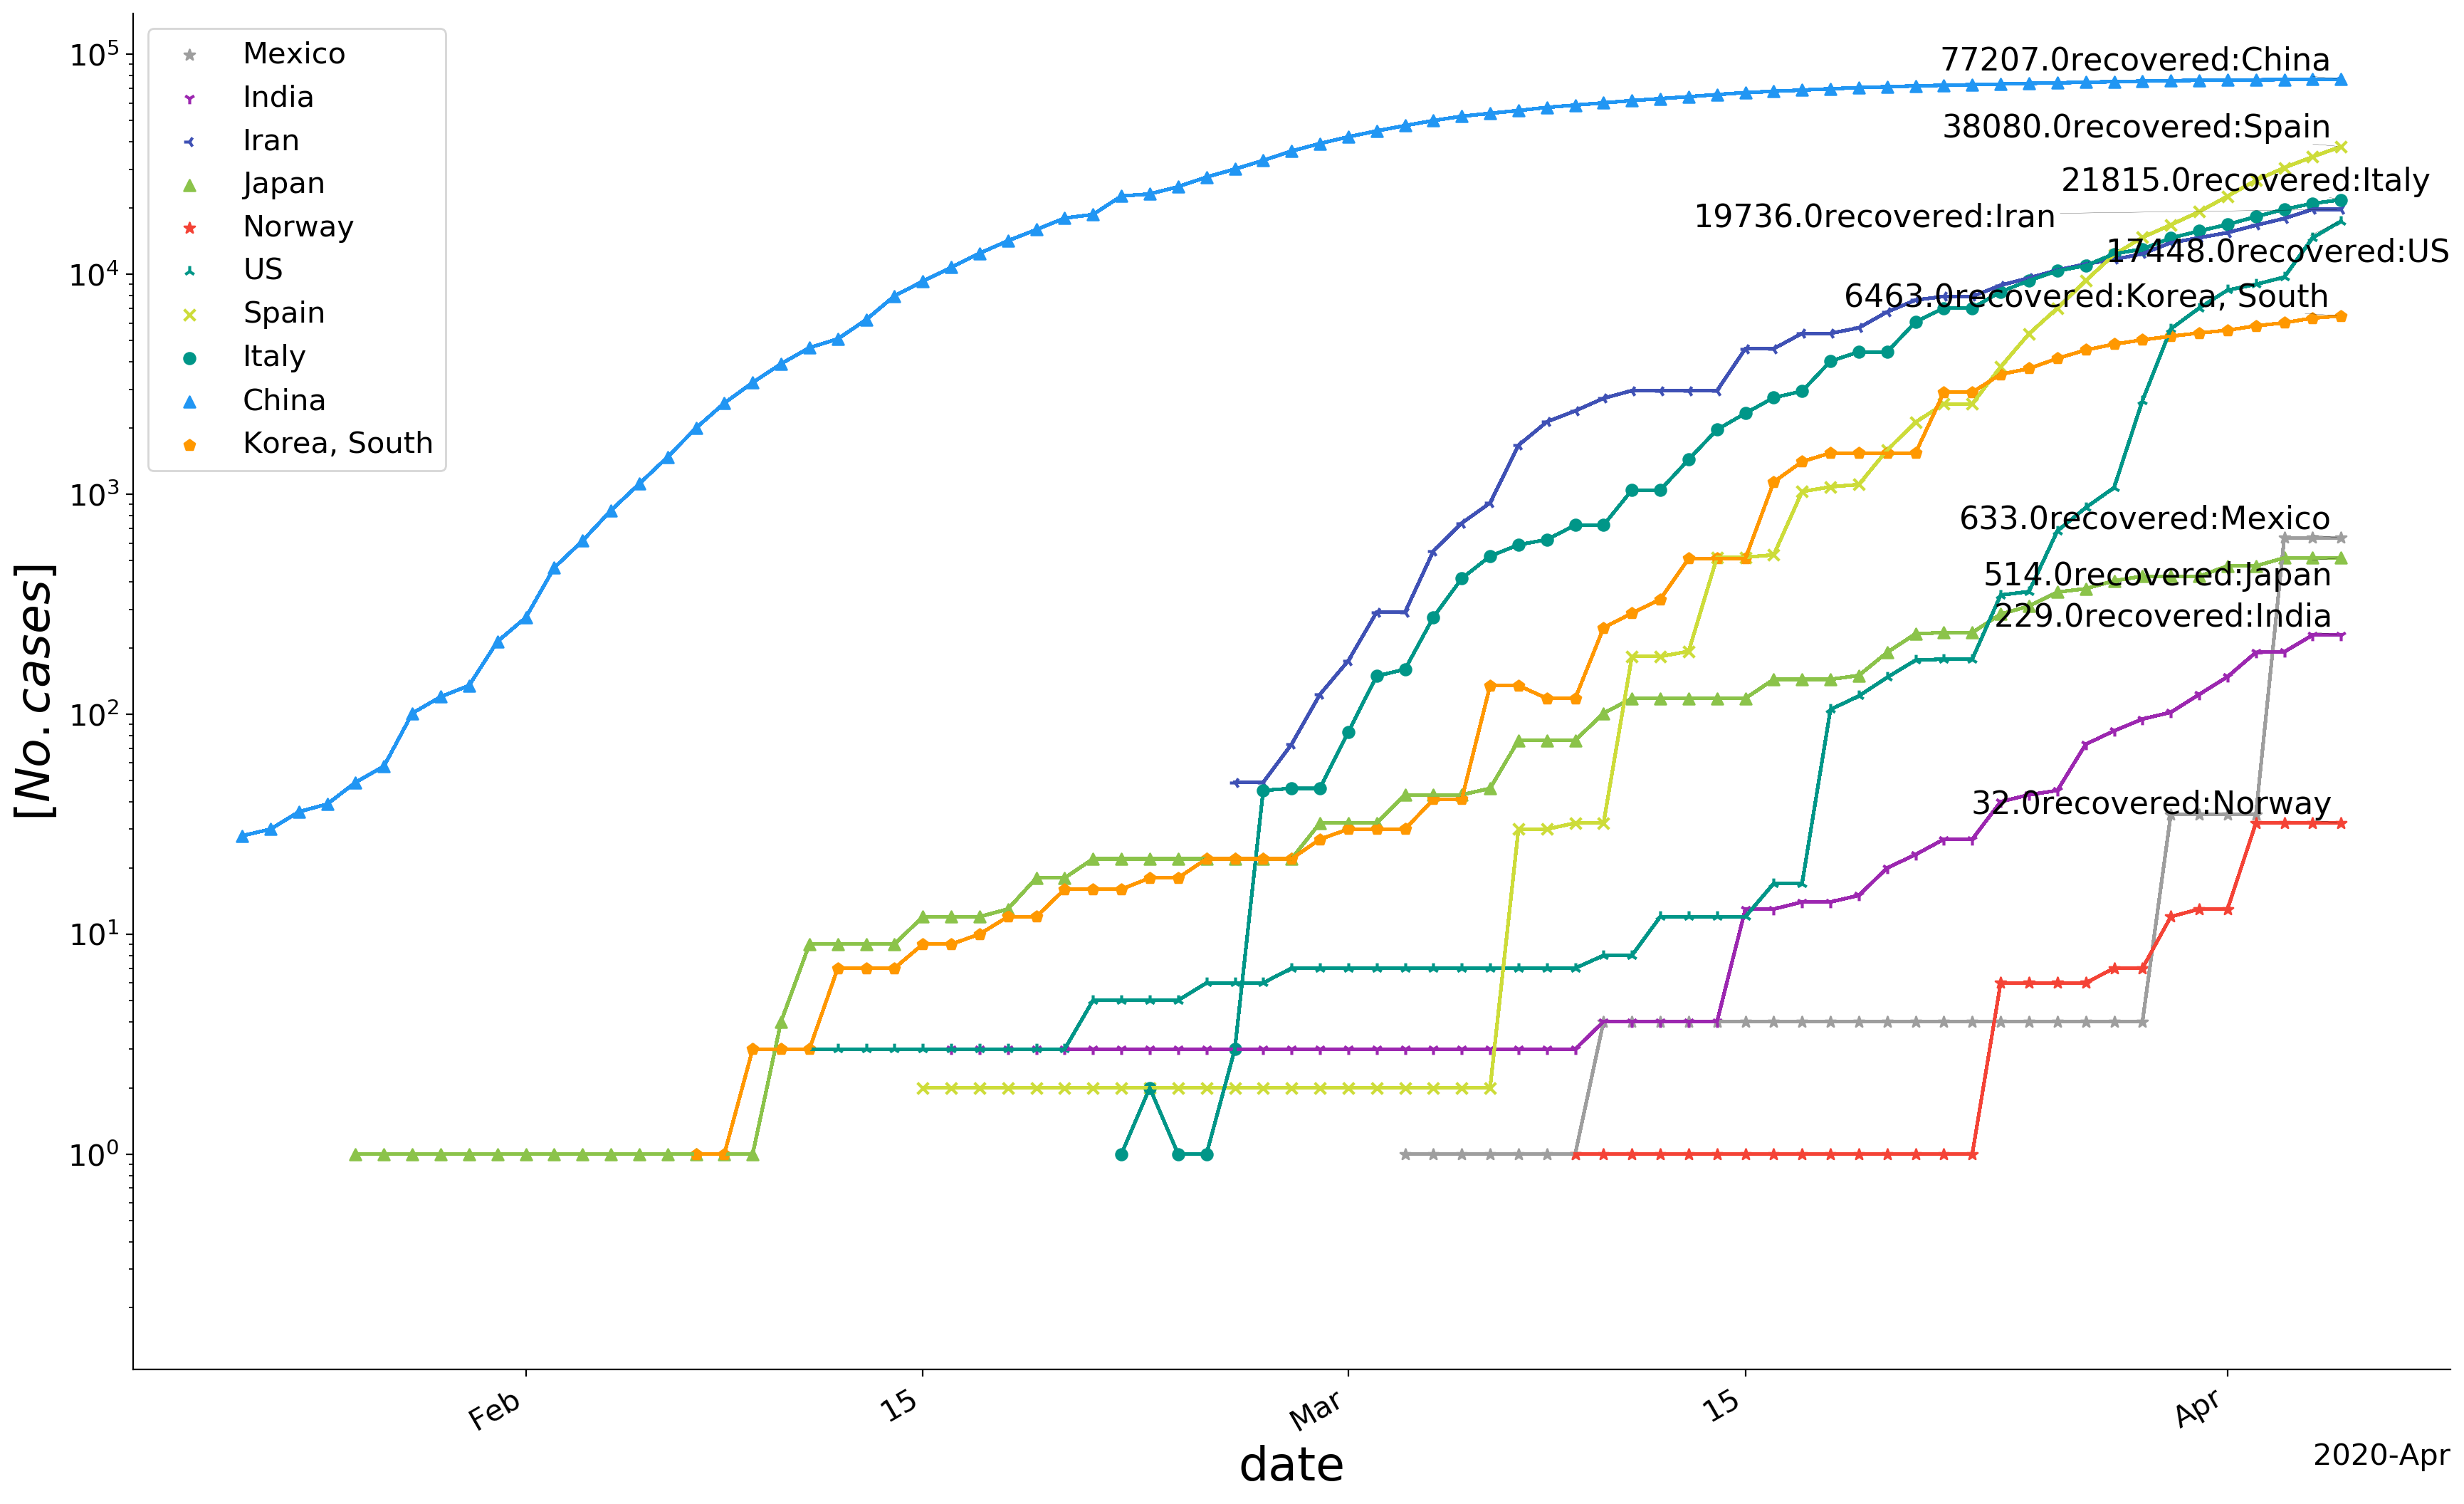 10^5
10^4
10^3
10^2
10^1
10^0
[No.cases]
Mexico
India
Iran
Japan
Norway
US
Spain
Italy
China
Korea, South
77207.0recovered:China
38080.0recovered:Spain
21815.0recovered:Italy
19736.0recovered:Iran
17448.0recovered:US
6463.0recovered:Korea, South
633.0recovered:Mexico
514.0recovered:Japan
229.0recovered:India
32.0recovered:Norway
Feb
15
Mar
15
Apr
date
2020-Apr